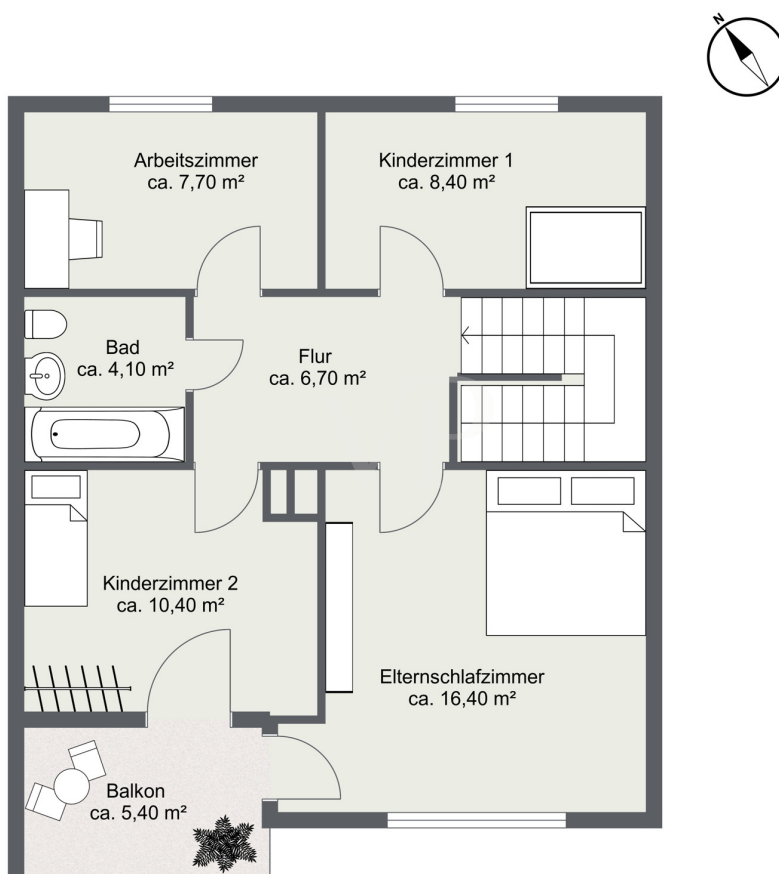 N
Arbeitszimmer
ca. 7,70 m²
Kinderzimmer 1
ca. 8,40 m²
Bad
ca. 4,10 m²
Flur
ca. 6,70 m²
Kinderzimmer 2
ca. 10,40 m²
Elternschlafzimmer
ca. 16,40 m²
Balkon
ca. 5,40 m²